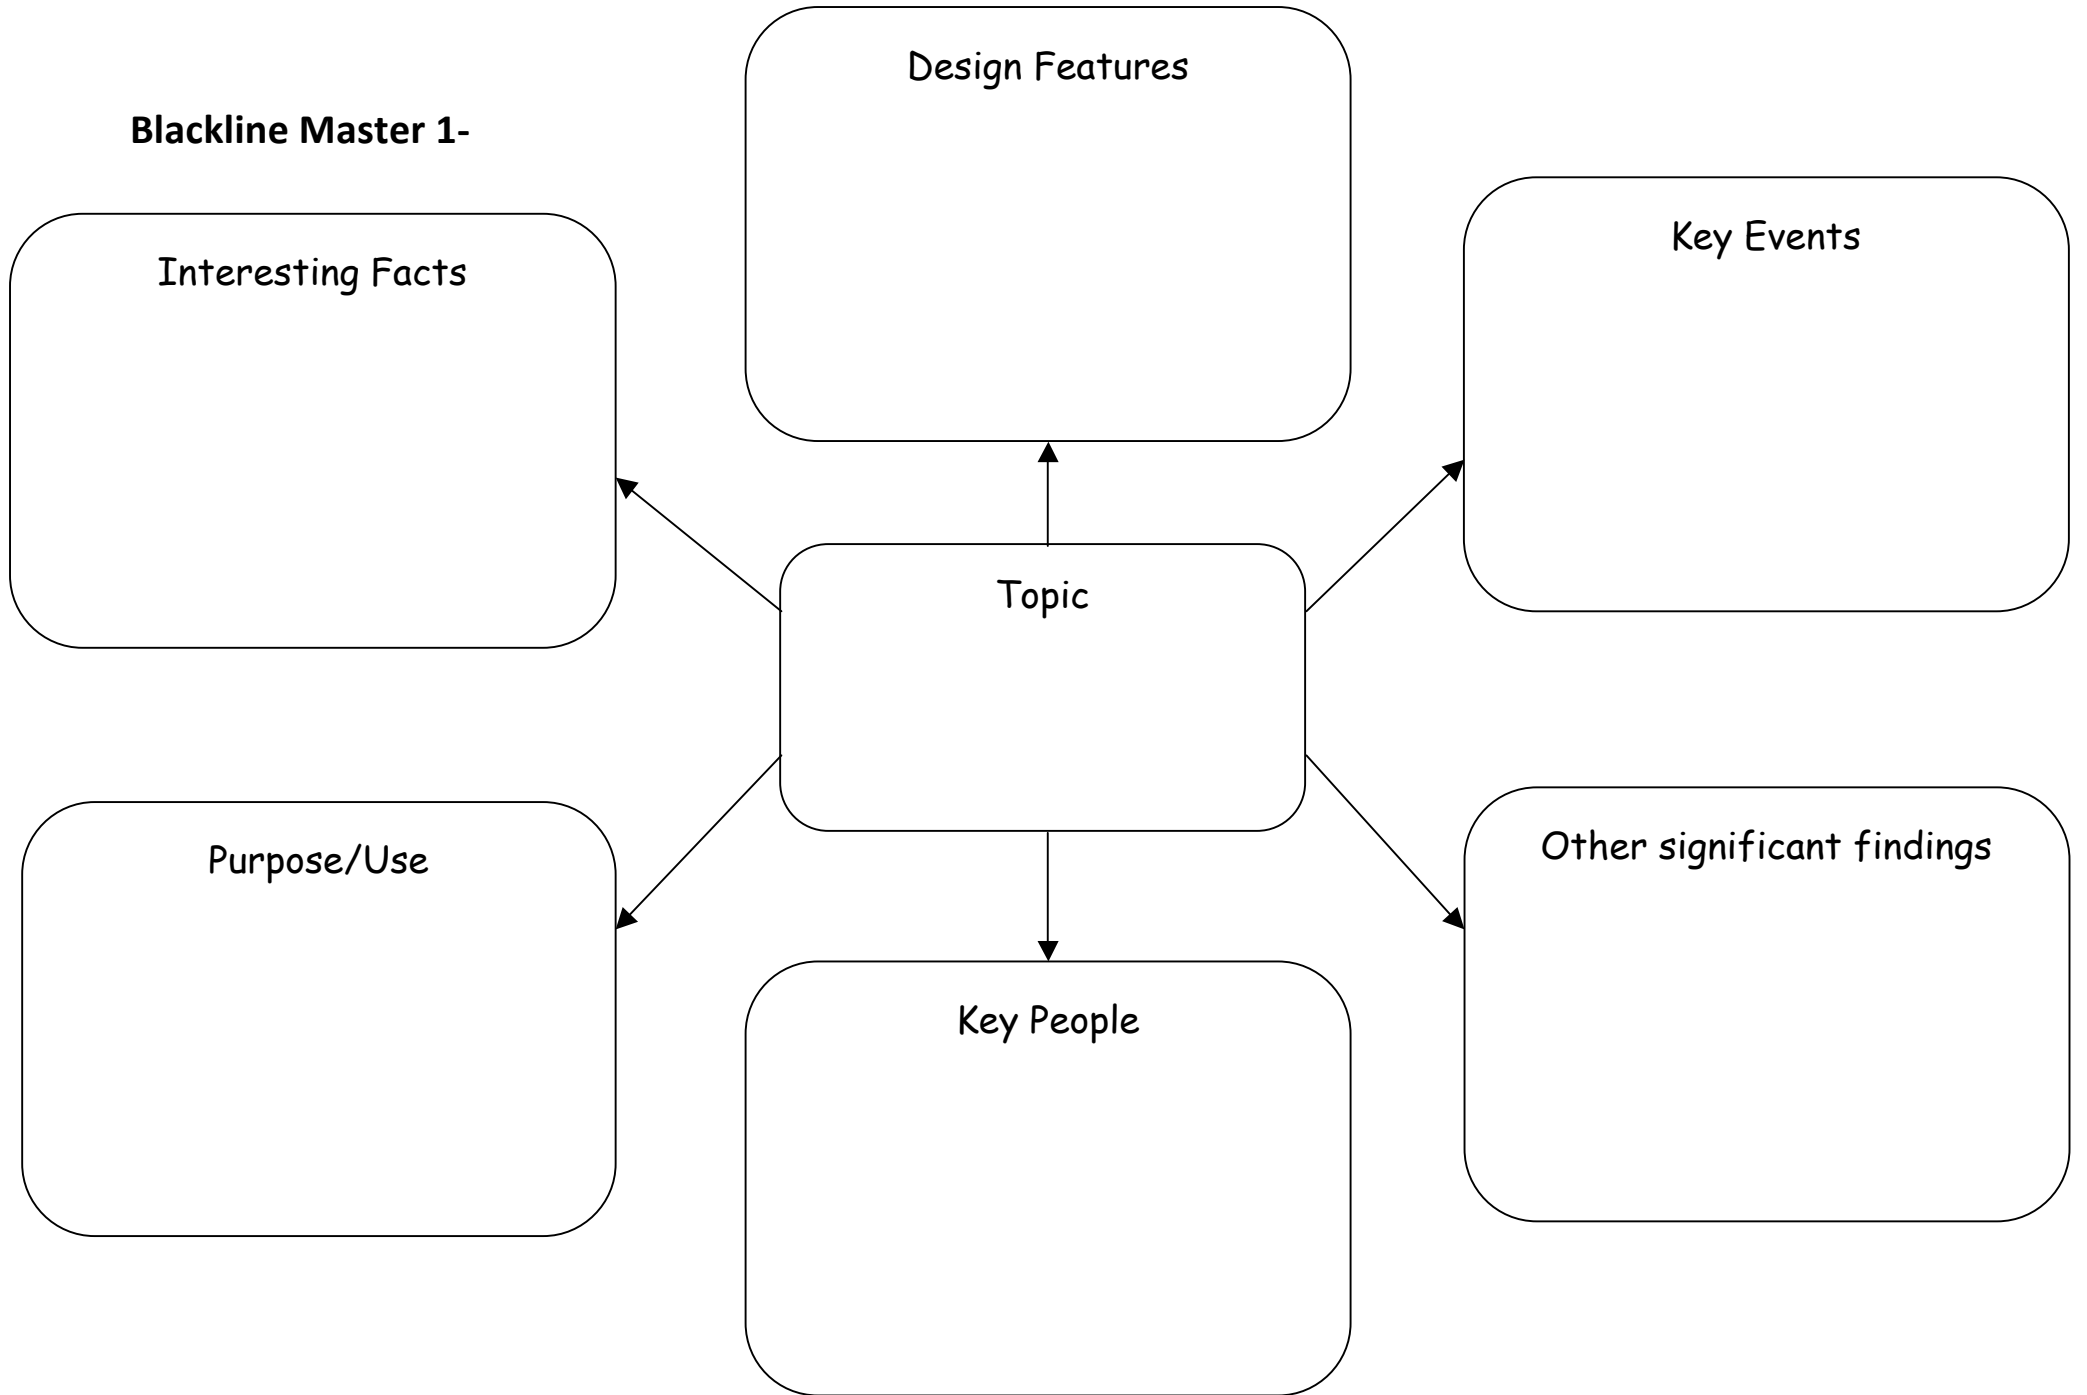 Blackline Master 1-
Design Features
Interesting Facts
Key Events
Topic
Purpose/Use
Other significant findings
Key People